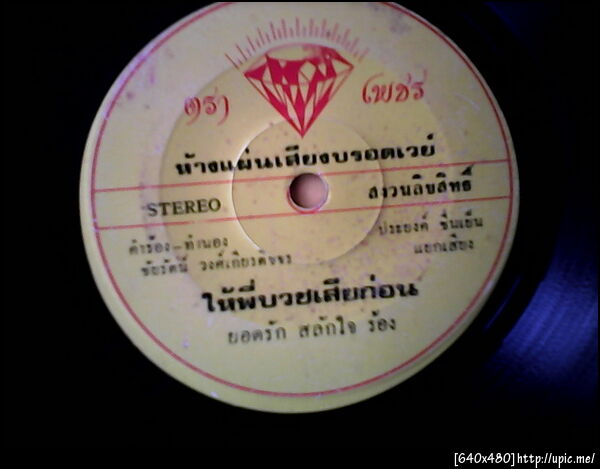 ตรา เพชร
ห้างแผ่นเสียงบรอดเวย์
STEREO สงวนลิขสิทธิ์
คำร้อง-ทำนอง ประยงค์ ชื่นเย็น
ชัยรัตน์ วงศ์เกียรติขจร แยกเสียง
ให้พี่บวชเสียก่อน
ยอดรัก สลักใจ ร้อง
[640x480]http://upic.me/